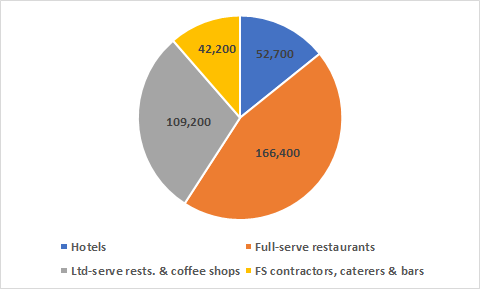 42,200
52,700
109,200
166,400
Hotels
Full-serve restaurants
Ltd-serve rests. & coffee shops
FS contractors, caterers & bars